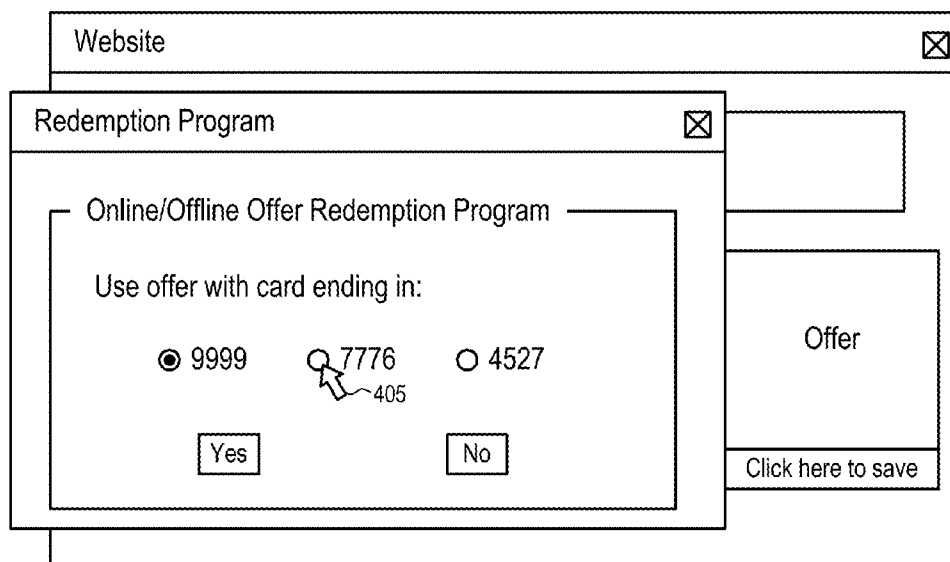 Website
Redemption Program
Online/Offline Offer Redemption Program
Use offer with card ending in:
9999 7776 4527
405
Yes No
Offer
Click here to save